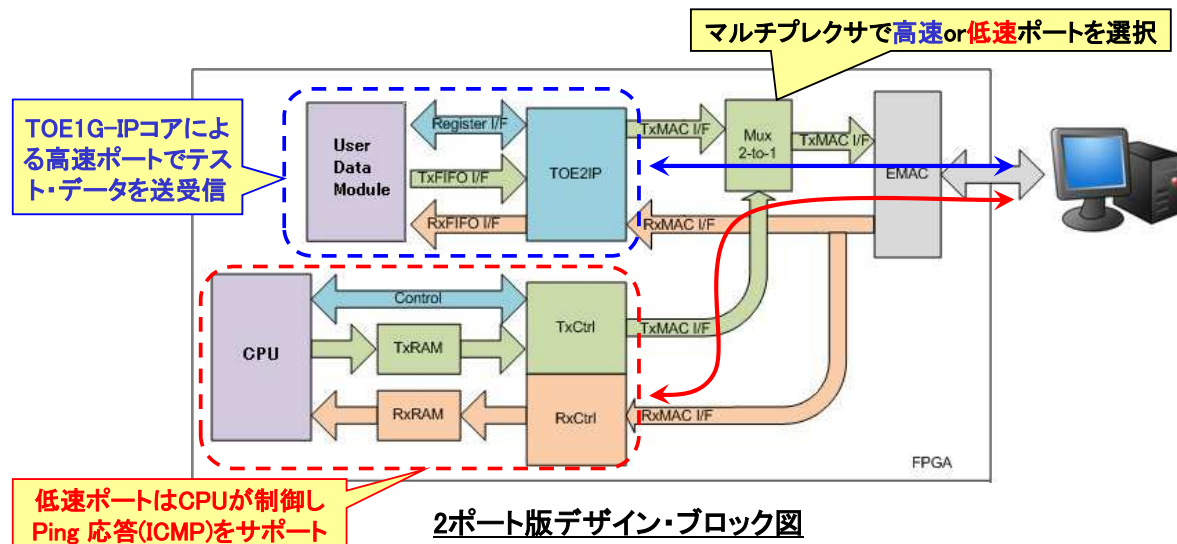 マルチプレクサで高速or低速ポートを選択
TOE1G-IPコアによ
る高速ポートでテス
ト・データを送受信
User
Data
Module
Register I/F
TxFIFO I/F
RxFIFO I/F
TOE2IP
TxMAC I/F
Mux
2-to-1
TxMAC I/F
EMAC
RxMAC I/F
CPU
Control
TxRAM
RxRAM
TxCtrl
RxCtrl
TxMAC I/F
RxMAC I/F
FPGA
低速ポートはCPUが制御し
Ping 応答(ICMP)をサポート
2ポート版デザイン・ブロック図